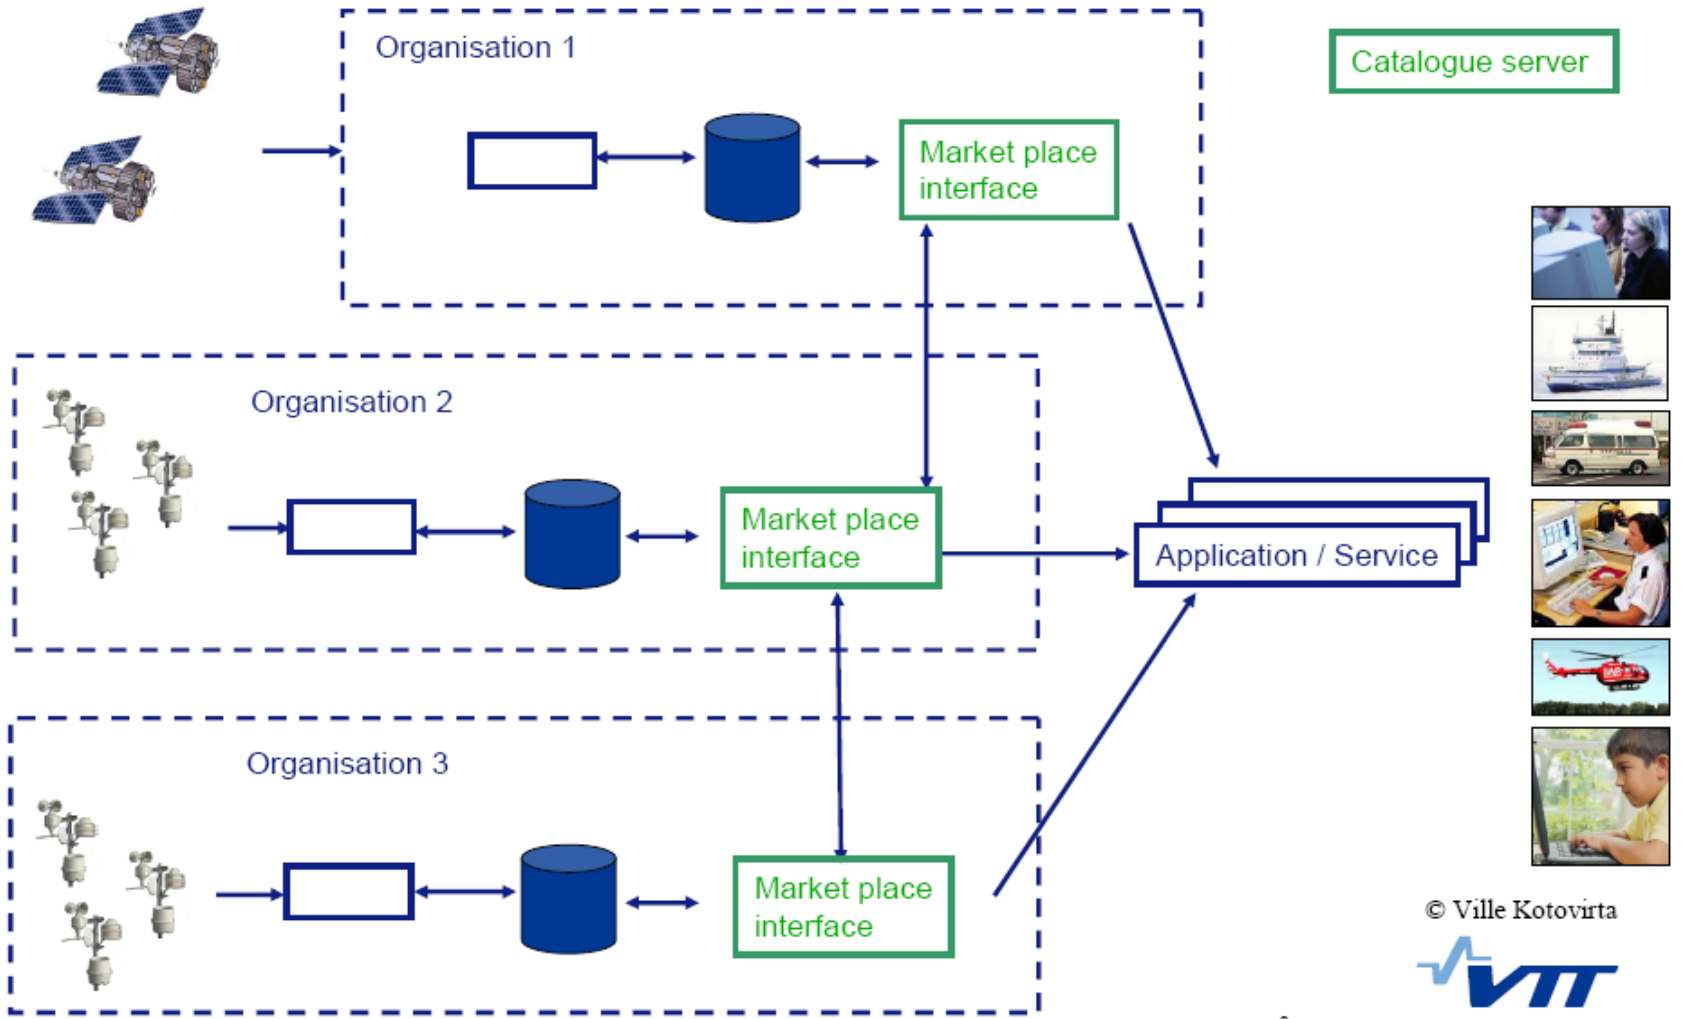 Organisation 1
Catalogue server
Market place
interface
Organisation 2
Market place
interface
Application / Service
Organisation 3
Market place
interface
© Ville Kotovirta
VTT